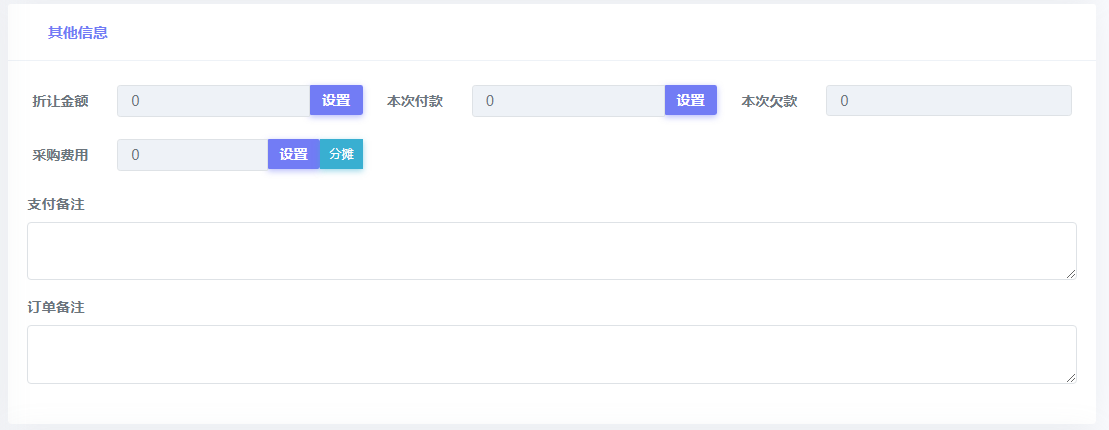 其他信息
折让金额 0 设置 本次付款 0 设置 本次欠款 0
采购费用 0 设置 分摊
支付备注
订单备注